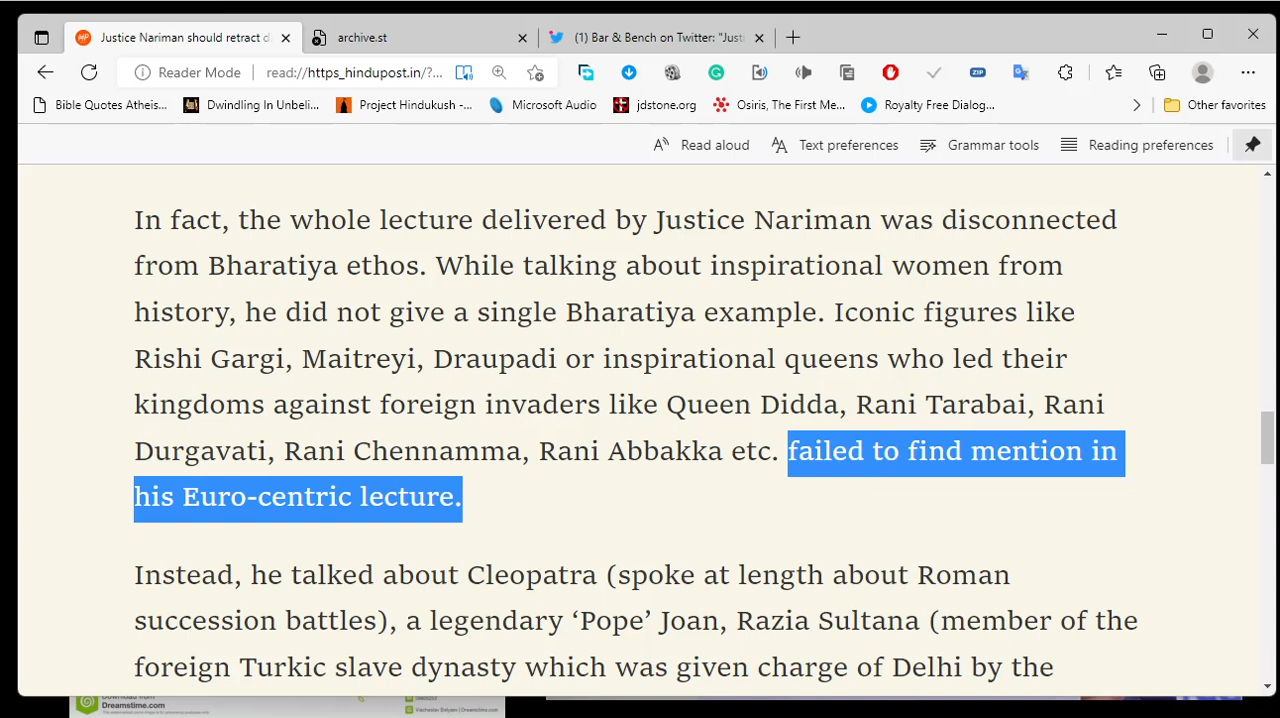 Justice Nariman should retract d
archive.st
(1) Bar & Bench on Twitter: "Just
Reader Mode
read://https_hindupost.in/?...
ZIP
Bible Quotes Atheis...
Dwindling In Unbeli...
Project Hindukush -...
Microsoft Audio
jdstone.org
Osiris, The First Me...
Royalty Free Dialog...
Other favorites
Read aloud
Text preferences
Grammar tools
Reading preferences
In fact, the whole lecture delivered by Justice Nariman was disconnected
from Bharatiya ethos. While talking about inspirational women from
history, he did not give a single Bharatiya example. Iconic figures like
Rishi Gargi, Maitreyi, Draupadi or inspirational queens who led their
kingdoms against foreign invaders like Queen Didda, Rani Tarabai, Rani
Durgavati, Rani Chennamma, Rani Abbakka etc. failed to find mention in
his Euro-centric lecture.
Instead, he talked about Cleopatra (spoke at length about Roman
succession battles), a legendary ‘Pope’ Joan, Razia Sultana (member of the
foreign Turkic slave dynasty which was given charge of Delhi by the
Download from
Dreamstime.com